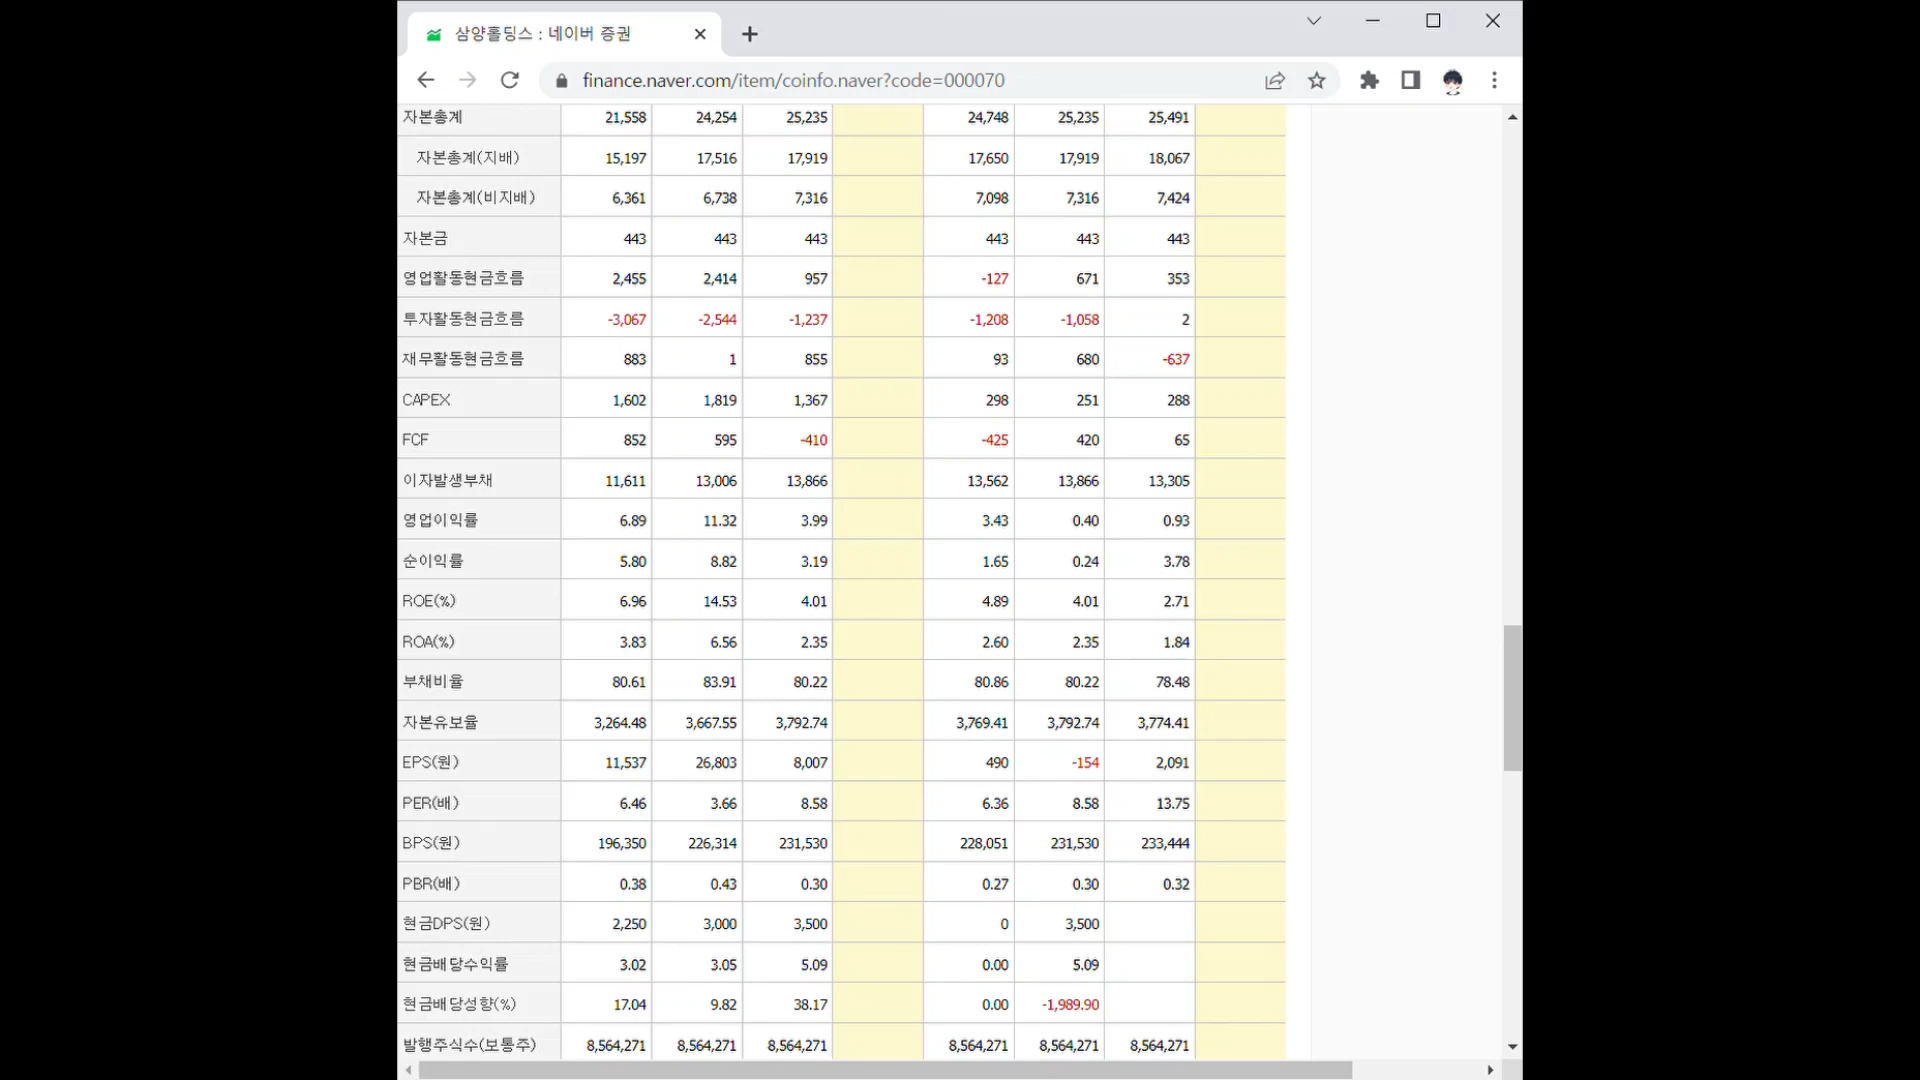 삼양홀딩스 : 네이버 증권
finance.naver.com/item/coinfo.naver?code=000070
자본총계 21,558 24,254 25,235 24,748 25,235 25,491
자본총계(지배) 15,197 17,516 17,919 17,650 17,919 18,067
자본총계(비지배) 6,361 6,738 7,316 7,098 7,316 7,424
자본금 443 443 443 443 443 443
영업활동현금흐름 2,455 2,414 957 -127 671 353
투자활동현금흐름 -3,067 -2,544 -1,237 -1,208 -1,058 2
재무활동현금흐름 883 1 855 93 680 -637
CAPEX 1,602 1,819 1,367 298 251 288
FCF 852 595 -410 -425 420 65
이자발생부채 11,611 13,006 13,866 13,562 13,866 13,305
영업이익률 6.89 11.32 3.99 3.43 0.40 0.93
순이익률 5.80 8.82 3.19 1.65 0.24 3.78
ROE(%) 6.96 14.53 4.01 4.89 4.01 2.71
ROA(%) 3.83 6.56 2.35 2.60 2.35 1.84
부채비율 80.61 83.91 80.22 80.86 80.22 78.48
자본유보율 3,264.48 3,667.55 3,792.74 3,769.41 3,792.74 3,774.41
EPS(원) 11,537 26,803 8,007 490 -154 2,091
PER(배) 6.46 3.66 8.58 6.36 8.58 13.75
BPS(원) 196,350 226,314 231,530 228,051 231,530 233,444
PBR(배) 0.38 0.43 0.30 0.27 0.30 0.32
현금DPS(원) 2,250 3,000 3,500 0 3,500
현금배당수익률 3.02 3.05 5.09 0.00 5.09
현금배당성향(%) 17.04 9.82 38.17 0.00 -1,989.90
발행주식수(보통주) 8,564,271 8,564,271 8,564,271 8,564,271 8,564,271 8,564,271